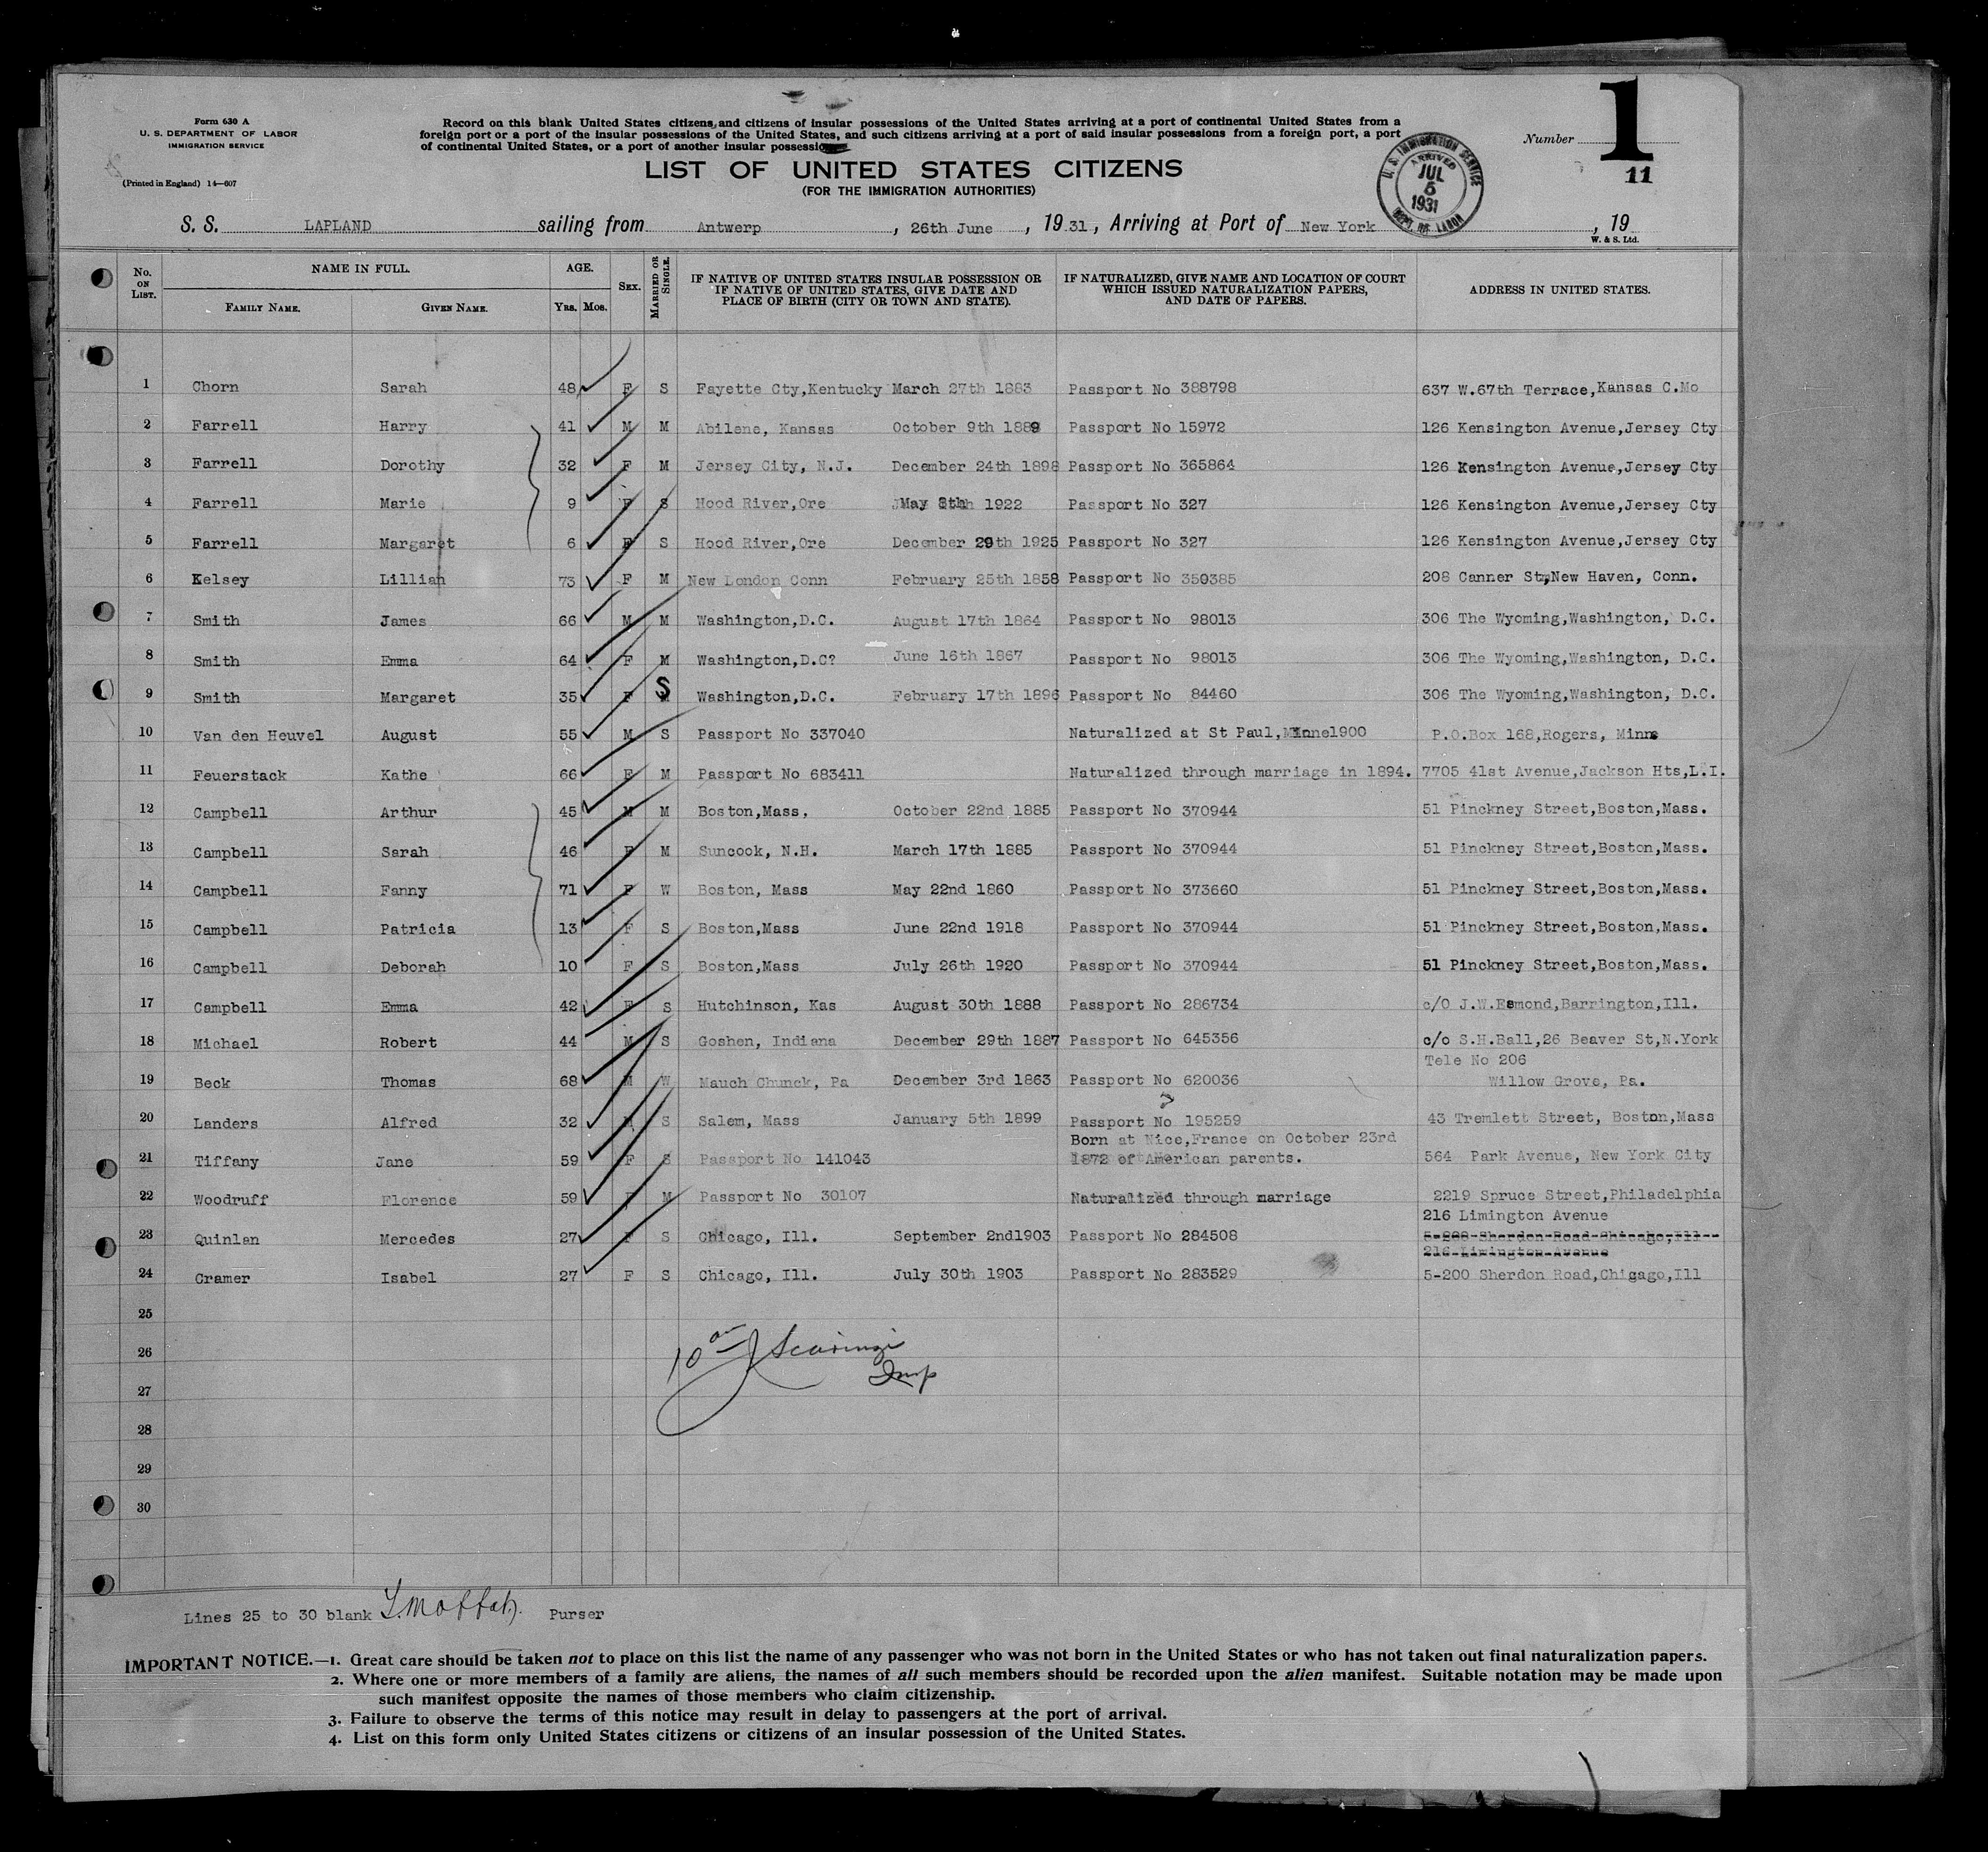 Form 630 A
U. S. DEPARTMENT OF LABOR
IMMIGRATION SERVICE
(Printed in England) 14—607
Record on this blank United States citizens, and citizens of insular possessions of the United States arriving at a port of continental United States from a
foreign port or a port of the insular possessions of the United States, and such citizens arriving at a port of said insular possessions from a foreign port, a port
of continental United States, or a port of another insular possession
LIST OF UNITED STATES CITIZENS
(FOR THE IMMIGRATION AUTHORITIES)
Number 1
11
U. S. IMMIGRATION SERVICE ARRIVED JUL 5 1931 DEPT. OF LABOR
S. S. LAPLAND sailing from Antwerp, 26th June, 1931, Arriving at Port of New York, 19
W. & S. Ltd.
No. ON LIST. NAME IN FULL. FAMILY NAME. GIVEN NAME. AGE. YRS. MOS. SEX. MARRIED OR SINGLE. IF NATIVE OF UNITED STATES INSULAR POSSESSION OR IF NATIVE OF UNITED STATES, GIVE DATE AND PLACE OF BIRTH (CITY OR TOWN AND STATE). IF NATURALIZED, GIVE NAME AND LOCATION OF COURT WHICH ISSUED NATURALIZATION PAPERS, AND DATE OF PAPERS. ADDRESS IN UNITED STATES.
1 Chorn Sarah 48 F S Fayette Cty,Kentucky March 27th 1883 Passport No 388798 637 W.67th Terrace,Kansas C.Mo
2 Farrell Harry 41 M M Abilene, Kansas October 9th 1889 Passport No 15972 126 Kensington Avenue,Jersey Cty
3 Farrell Dorothy 32 F M Jersey City, N.J. December 24th 1898 Passport No 365864 126 Kensington Avenue,Jersey Cty
4 Farrell Marie 9 F S Hood River,Ore May 8th 1922 Passport No 327 126 Kensington Avenue,Jersey Cty
5 Farrell Margaret 6 F S Hood River,Ore December 29th 1925 Passport No 327 126 Kensington Avenue,Jersey Cty
6 Kelsey Lillian 73 F M New London Conn February 25th 1858 Passport No 350385 208 Canner St,New Haven, Conn.
7 Smith James 66 M M Washington,D.C. August 17th 1864 Passport No 98013 306 The Wyoming,Washington, D.C.
8 Smith Emma 64 F M Washington,D.C? June 16th 1867 Passport No 98013 306 The Wyoming,Washington, D.C.
9 Smith Margaret 35 F S Washington,D.C. February 17th 1896 Passport No 84460 306 The Wyoming,Washington, D.C.
10 Van den Heuvel August 55 M S Passport No 337040 Naturalized at St Paul,Minne1900 P.O.Box 168,Rogers, Minn
11 Feuerstack Kathe 66 F M Passport No 683411 Naturalized through marriage in 1894. 7705 41st Avenue,Jackson Hts,L.I.
12 Campbell Arthur 45 M M Boston,Mass. October 22nd 1885 Passport No 370944 51 Pinckney Street,Boston,Mass.
13 Campbell Sarah 46 F M Suncook, N.H. March 17th 1885 Passport No 370944 51 Pinckney Street,Boston,Mass.
14 Campbell Fanny 71 F W Boston, Mass May 22nd 1860 Passport No 373660 51 Pinckney Street,Boston,Mass.
15 Campbell Patricia 13 F S Boston,Mass June 22nd 1918 Passport No 370944 51 Pinckney Street,Boston,Mass.
16 Campbell Deborah 10 F S Boston,Mass July 26th 1920 Passport No 370944 51 Pinckney Street,Boston,Mass.
17 Campbell Emma 42 F S Hutchinson, Kas August 30th 1888 Passport No 286734 c/O J.W.Esmond,Barrington,Ill.
18 Michael Robert 44 M S Goshen, Indiana December 29th 1887 Passport No 645356 c/o S.H.Ball,26 Beaver St,N.York
Tele No 206
19 Beck Thomas 68 M W Mauch Chunck, Pa December 3rd 1863 Passport No 620036 Willow Grove, Pa.
20 Landers Alfred 32 M S Salem, Mass January 5th 1899 Passport No 195259 43 Tremlett Street, Boston,Mass
Born at Nice,France on October 23rd
21 Tiffany Jane 59 F S Passport No 141043 1872 of American parents. 564 Park Avenue, New York City
22 Woodruff Florence 59 F M Passport No 30107 Naturalized through marriage 2219 Spruce Street,Philadelphia
216 Limington Avenue
23 Quinlan Mercedes 27 F S Chicago, Ill. September 2nd1903 Passport No 284508 5-208-Sherdon-Road-Chicago,Ill--
216-Limington-Avenue
24 Cramer Isabel 27 F S Chicago, Ill. July 30th 1903 Passport No 283529 5-200 Sherdon Road,Chigago,Ill
25
26
27
28
29
30
10 am Scaringi
Insp
Lines 25 to 30 blank Purser
IMPORTANT NOTICE.—1. Great care should be taken not to place on this list the name of any passenger who was not born in the United States or who has not taken out final naturalization papers.
2. Where one or more members of a family are aliens, the names of all such members should be recorded upon the alien manifest. Suitable notation may be made upon
such manifest opposite the names of those members who claim citizenship.
3. Failure to observe the terms of this notice may result in delay to passengers at the port of arrival.
4. List on this form only United States citizens or citizens of an insular possession of the United States.